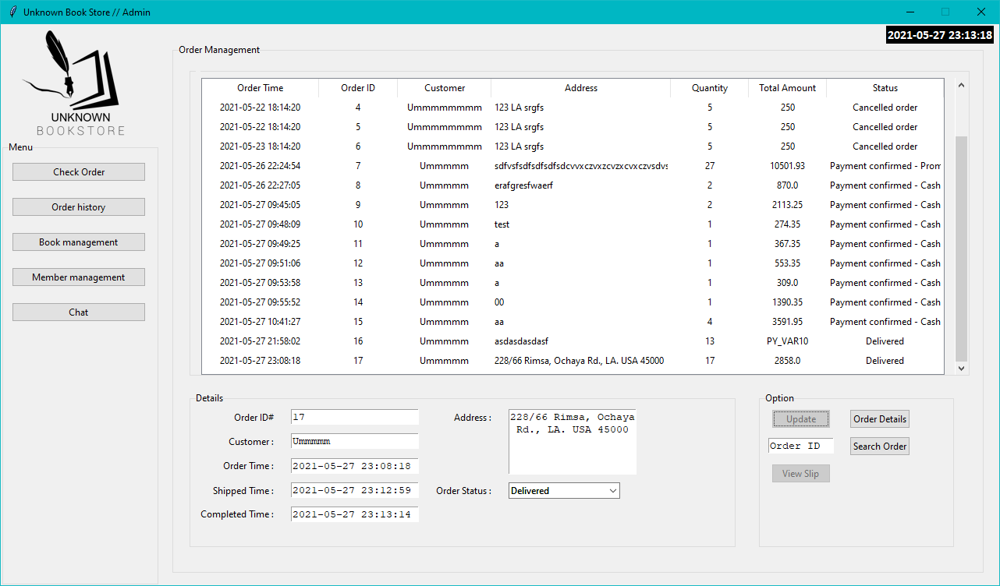 Unknown Book Store // Admin
2021-05-27 23:13:18
UNKNOWN
BOOKSTORE
Menu
Check Order
Order history
Book management
Member management
Chat
Order Management
Order Time Order ID Customer Address Quantity Total Amount Status
2021-05-22 18:14:20 4 Ummmmmmmm 123 LA srgfs 5 250 Cancelled order
2021-05-22 18:14:20 5 Ummmmmmmm 123 LA srgfs 5 250 Cancelled order
2021-05-23 18:14:20 6 Ummmmmmmm 123 LA srgfs 5 250 Cancelled order
2021-05-26 22:24:54 7 Ummmmm sdfvsfsdfsdfsdfsdcvvxczvxzcvzxcvxczvsdvs 27 10501.93 Payment confirmed - Prom
2021-05-26 22:27:05 8 Ummmmm erafgresfwaerf 2 870.0 Payment confirmed - Cash
2021-05-27 09:45:05 9 Ummmmm 123 2 2113.25 Payment confirmed - Cash
2021-05-27 09:48:09 10 Ummmmm test 1 274.35 Payment confirmed - Cash
2021-05-27 09:49:25 11 Ummmmm a 1 367.35 Payment confirmed - Cash
2021-05-27 09:51:06 12 Ummmmm aa 1 553.35 Payment confirmed - Cash
2021-05-27 09:53:58 13 Ummmmm a 1 309.0 Payment confirmed - Cash
2021-05-27 09:55:52 14 Ummmmm 00 1 1390.35 Payment confirmed - Cash
2021-05-27 10:41:27 15 Ummmmm aa 4 3591.95 Payment confirmed - Cash
2021-05-27 21:58:02 16 Ummmmm asdasdasdasf 13 PY_VAR10 Delivered
2021-05-27 23:08:18 17 Ummmmm 228/66 Rimsa, Ochaya Rd., LA. USA 45000 17 2858.0 Delivered
Details
Order ID# 17
Customer : Ummmmm
Order Time : 2021-05-27 23:08:18
Shipped Time : 2021-05-27 23:12:59
Completed Time : 2021-05-27 23:13:14
Address : 228/66 Rimsa, Ochaya
Rd., LA. USA 45000
Order Status : Delivered
Option
Update Order Details
Order ID Search Order
View Slip